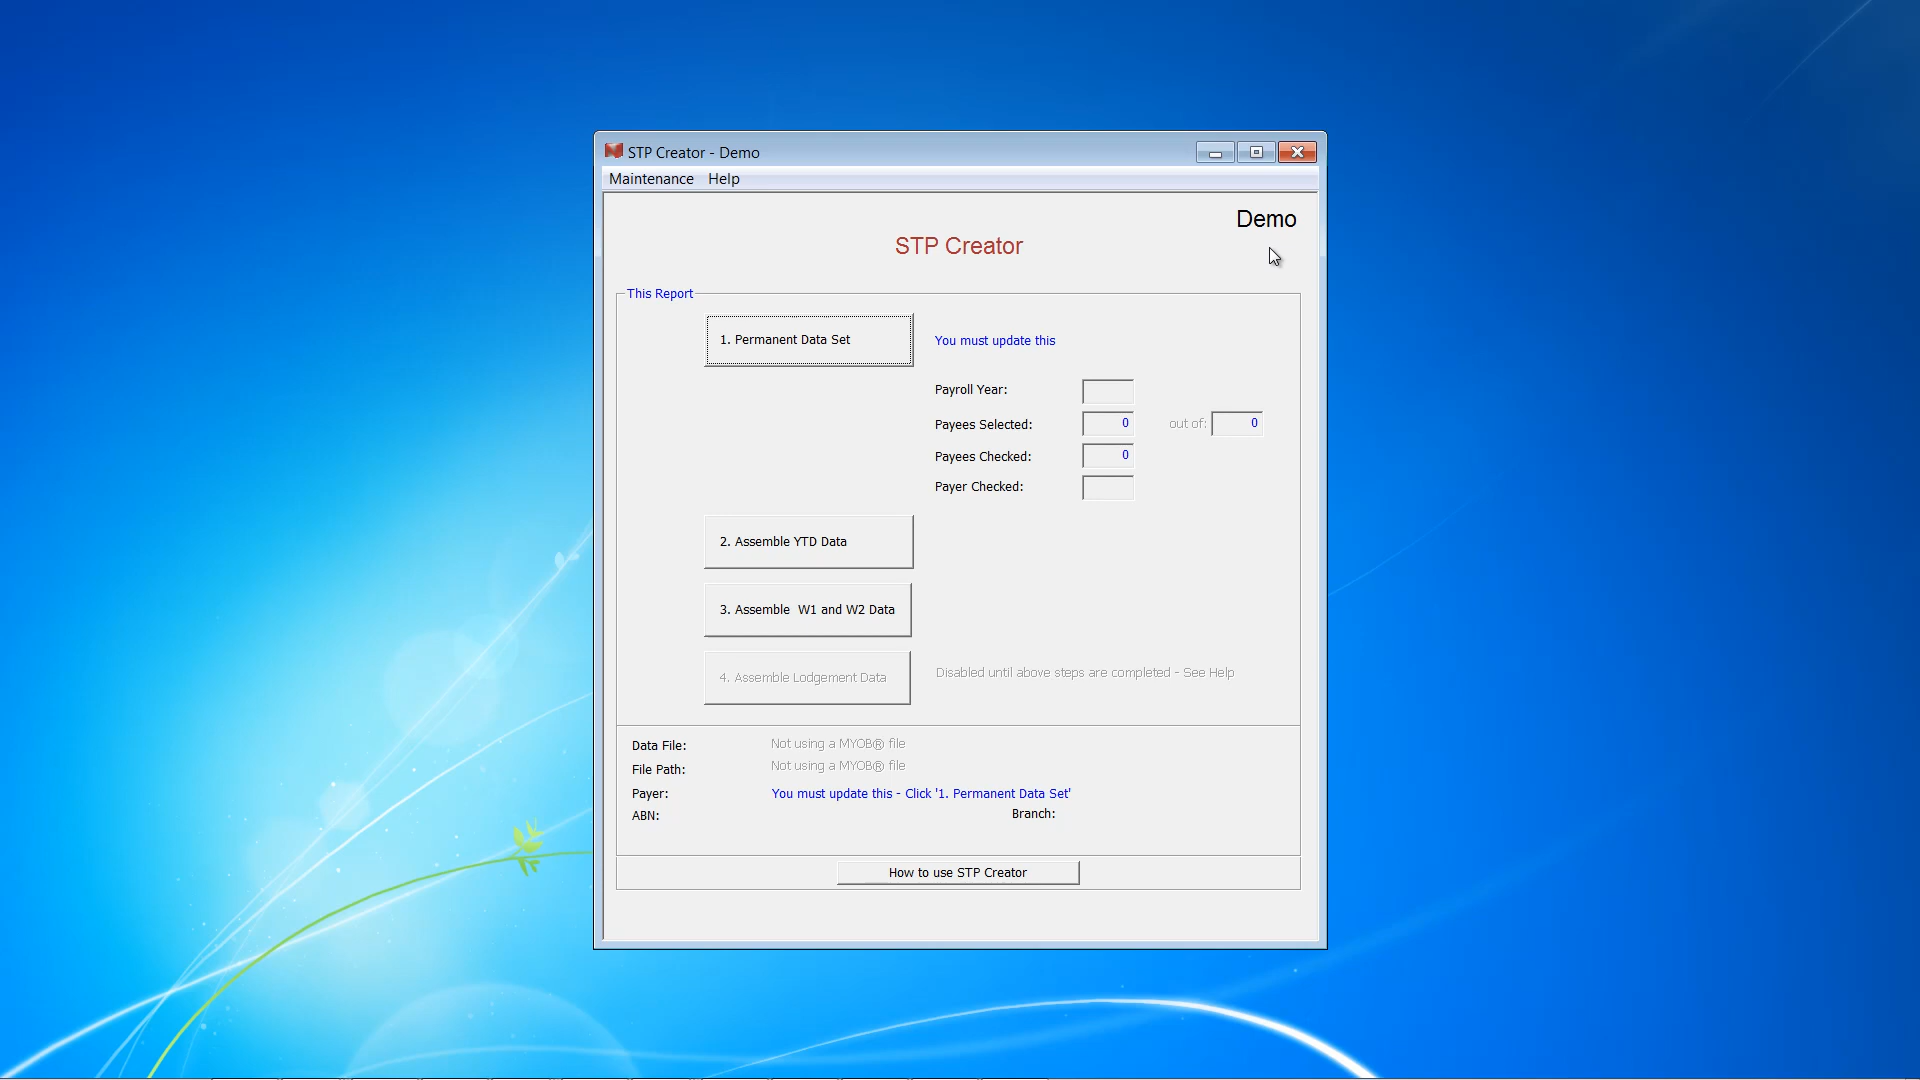 STP Creator - Demo
Maintenance Help
Demo
STP Creator
This Report
1. Permanent Data Set
You must update this
Payroll Year:
Payees Selected: 0 out of: 0
Payees Checked: 0
Payer Checked:
2. Assemble YTD Data
3. Assemble W1 and W2 Data
4. Assemble Lodgement Data
Disabled until above steps are completed - See Help
Data File: Not using a MYOB® file
File Path: Not using a MYOB® file
Payer: You must update this - Click '1. Permanent Data Set'
ABN: Branch:
How to use STP Creator